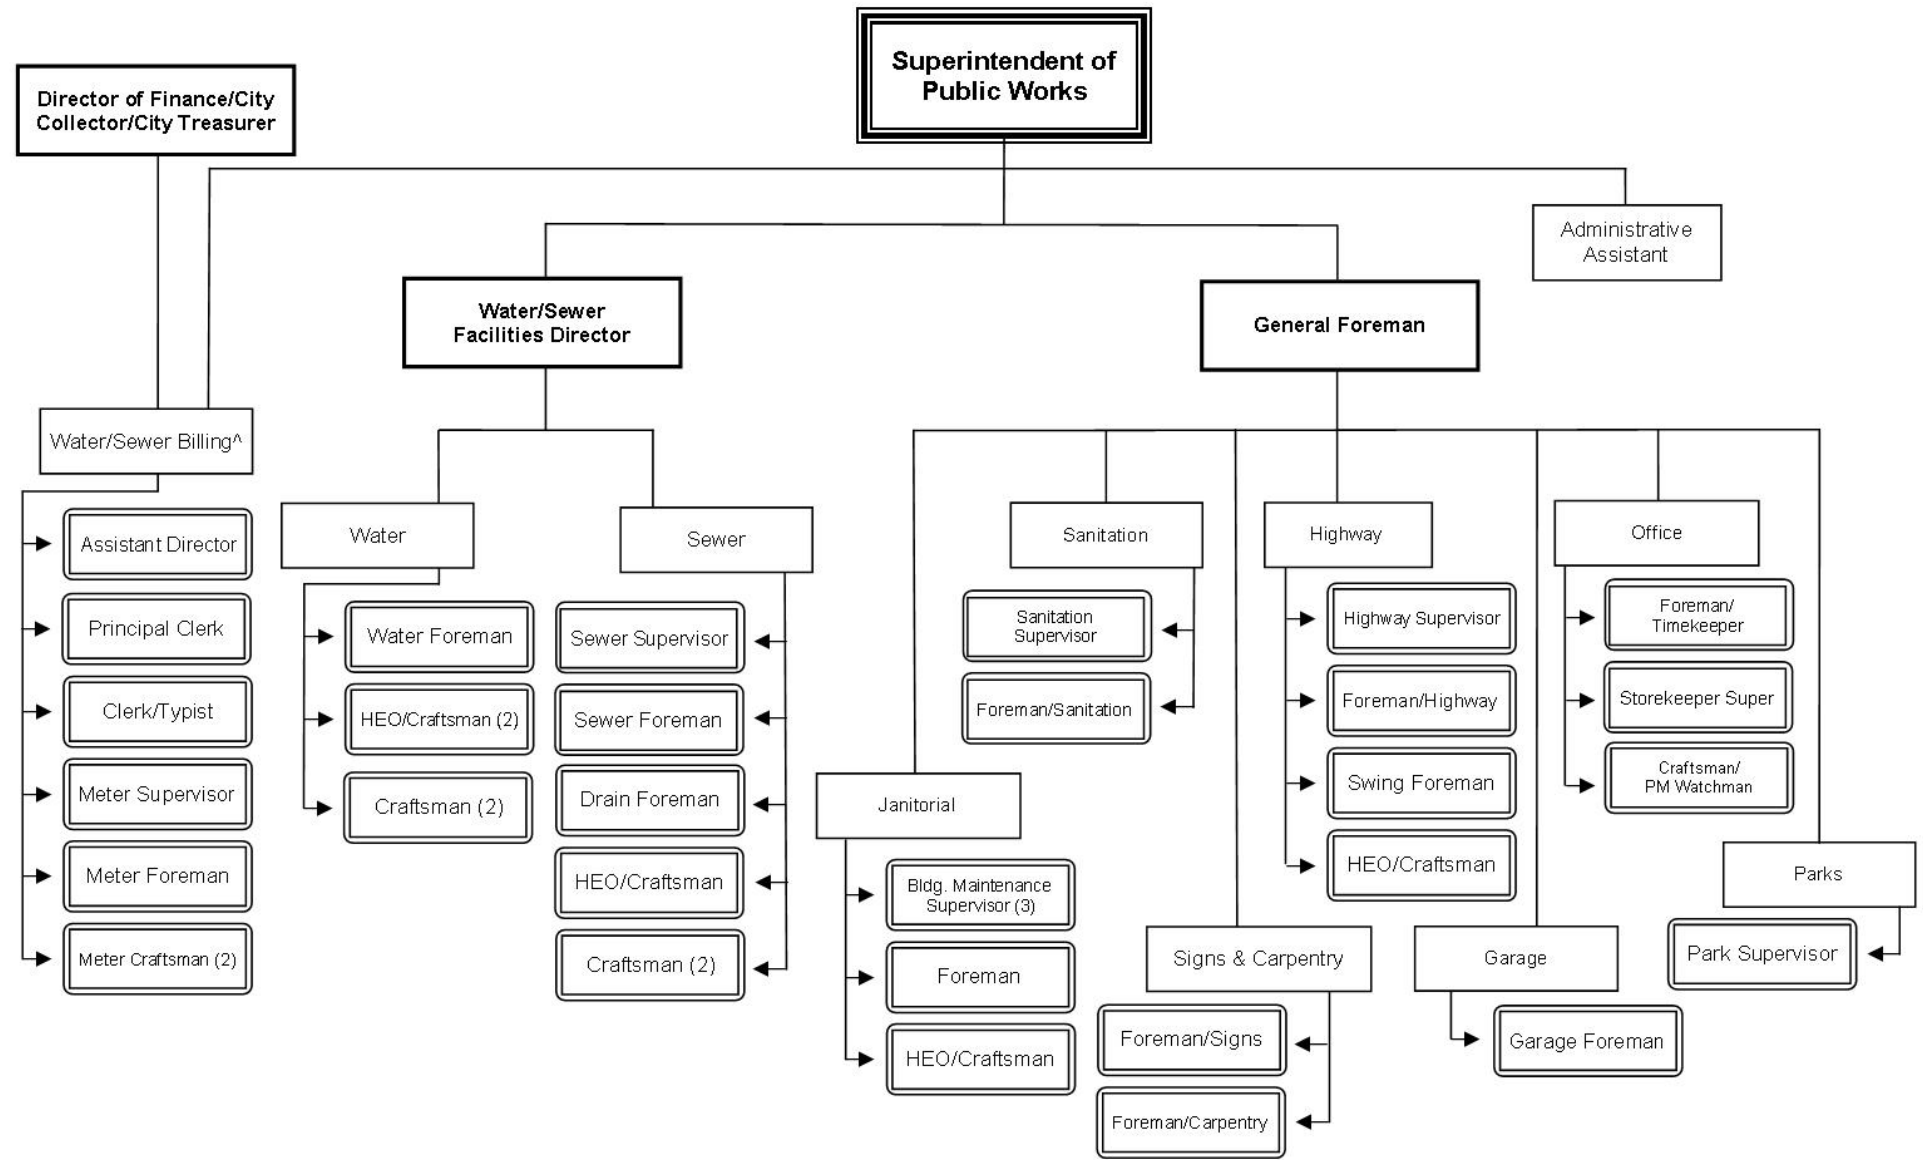 Superintendent of
Public Works
Director of Finance/City
Collector/City Treasurer
Administrative
Assistant
Water/Sewer
Facilities Director
General Foreman
Water/Sewer Billing^
Assistant Director
Principal Clerk
Clerk/Typist
Meter Supervisor
Meter Foreman
Meter Craftsman (2)
Water
Water Foreman
HEO/Craftsman (2)
Craftsman (2)
Sewer
Sewer Supervisor
Sewer Foreman
Drain Foreman
HEO/Craftsman
Craftsman (2)
Janitorial
Bldg. Maintenance
Supervisor (3)
Foreman
HEO/Craftsman
Sanitation
Sanitation
Supervisor
Foreman/Sanitation
Signs & Carpentry
Foreman/Signs
Foreman/Carpentry
Highway
Highway Supervisor
Foreman/Highway
Swing Foreman
HEO/Craftsman
Garage
Garage Foreman
Office
Foreman/
Timekeeper
Storekeeper Super
Craftsman/
PM Watchman
Parks
Park Supervisor